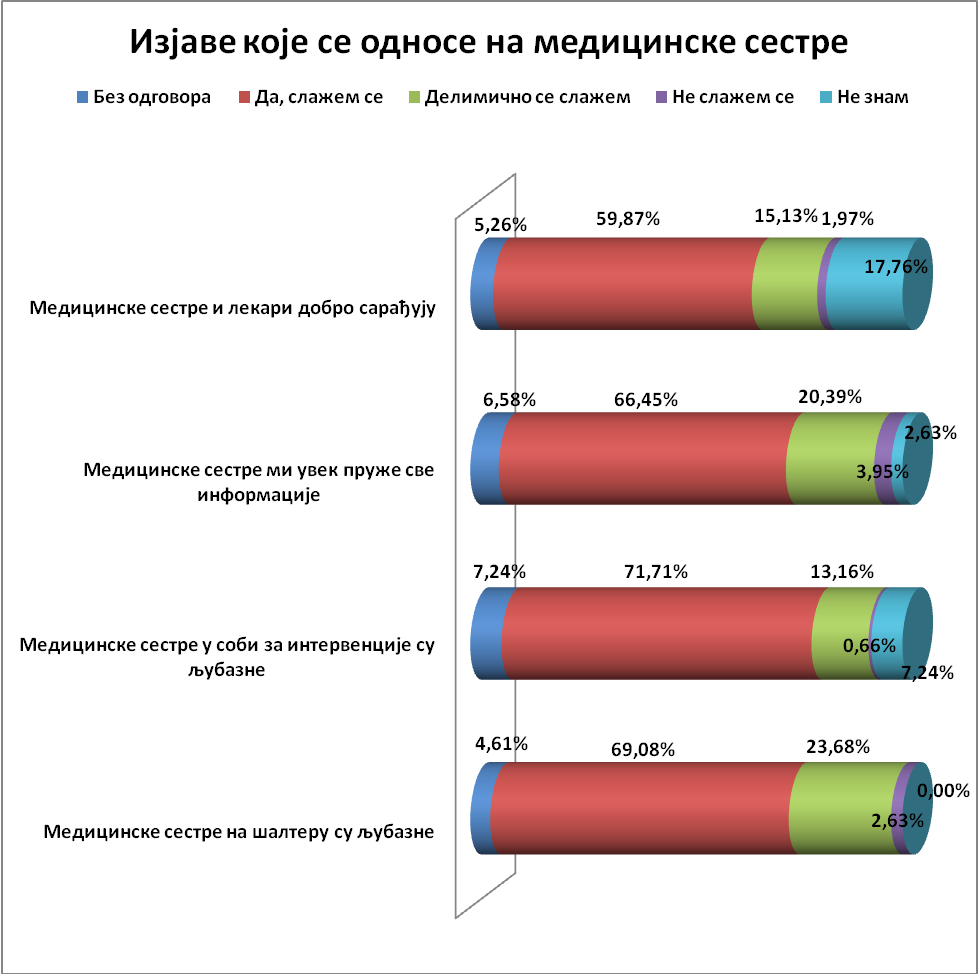 Изјаве које се односе на медицинске сестре
Без одговора Да, слажем се Делимично се слажем Не слажем се Не знам
5,26% 59,87% 15,13% 1,97% 17,76%
Медицинске сестре и лекари добро сарађују
6,58% 66,45% 20,39% 3,95% 2,63%
Медицинске сестре ми увек пруже све
информације
7,24% 71,71% 13,16% 0,66% 7,24%
Медицинске сестре у соби за интервенције су
љубазне
4,61% 69,08% 23,68% 2,63% 0,00%
Медицинске сестре на шалтеру су љубазне